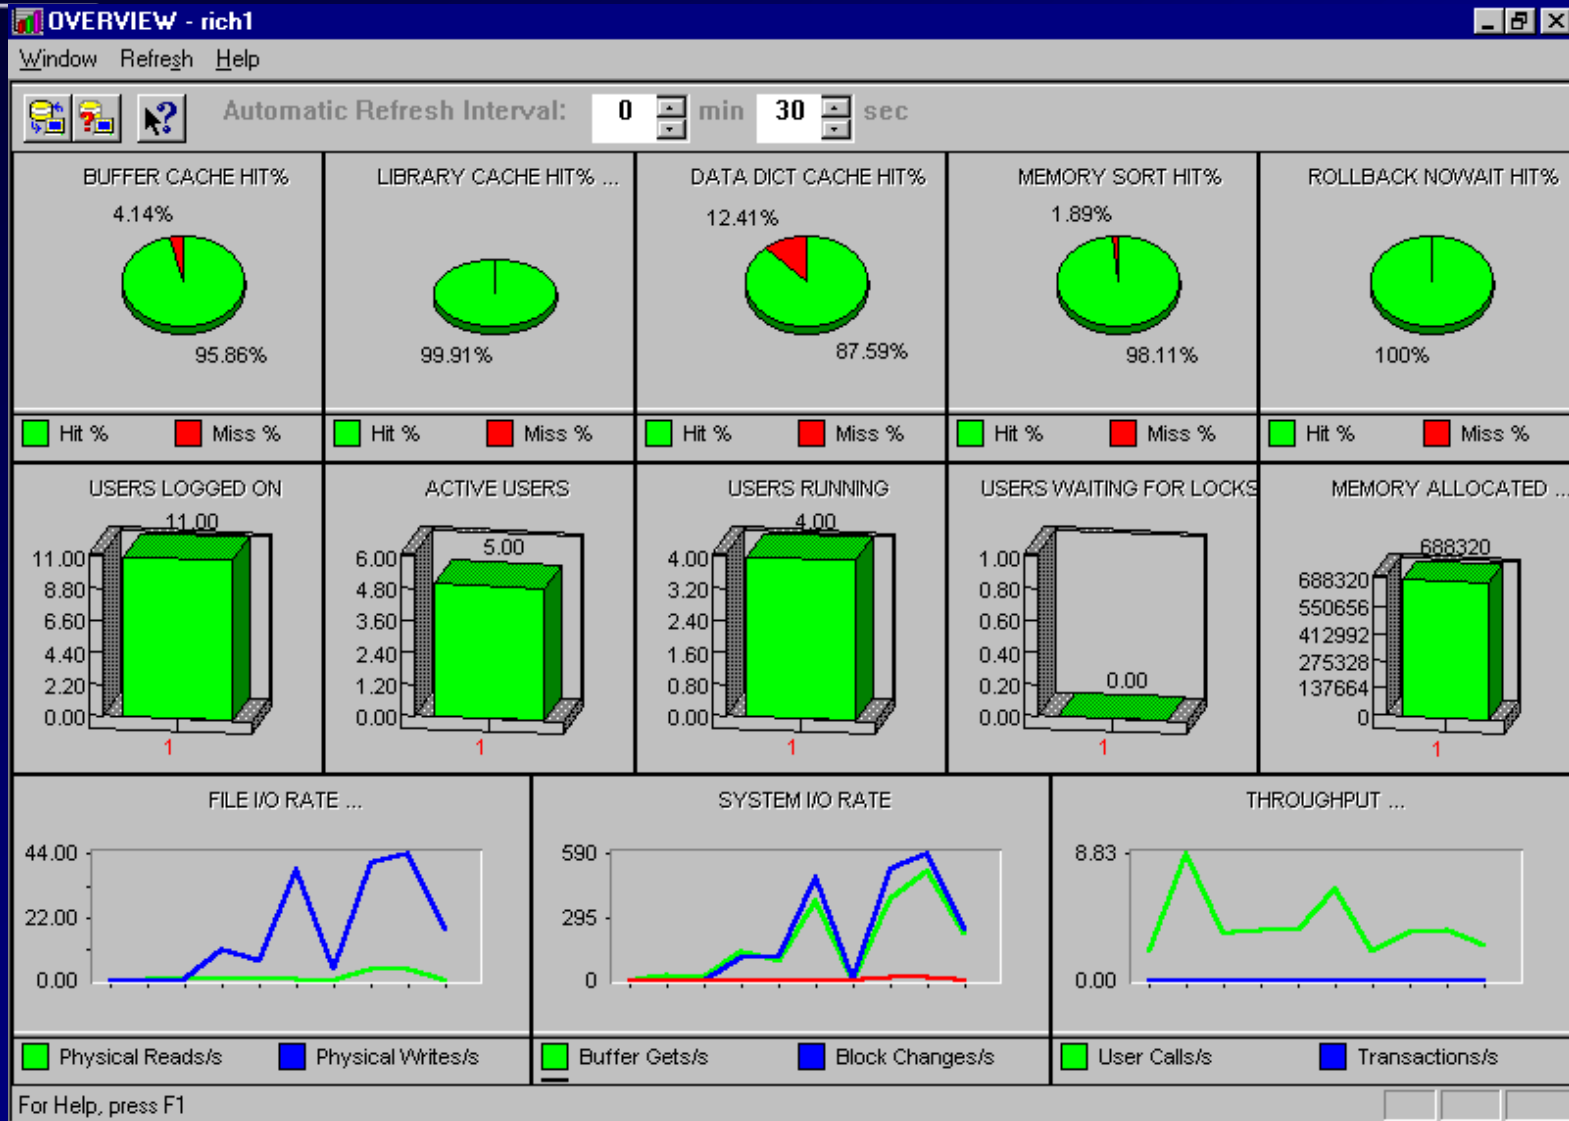 OVERVIEW - rich1
Window Refresh Help
Automatic Refresh Interval: 0 min 30 sec
BUFFER CACHE HIT%
4.14%
95.86%
Hit % Miss %
LIBRARY CACHE HIT% ...
99.91%
Hit % Miss %
DATA DICT CACHE HIT%
12.41%
87.59%
Hit % Miss %
MEMORY SORT HIT%
1.89%
98.11%
Hit % Miss %
ROLLBACK NOWAIT HIT%
100%
Hit % Miss %
USERS LOGGED ON
11.00
11.00
8.80
6.60
4.40
2.20
0.00
1
ACTIVE USERS
5.00
6.00
4.80
3.60
2.40
1.20
0.00
1
USERS RUNNING
4.00
4.00
3.20
2.40
1.60
0.80
0.00
1
USERS WAITING FOR LOCKS
1.00
0.80
0.60
0.40
0.20
0.00
0.00
1
MEMORY ALLOCATED ...
688320
688320
550656
412992
275328
137664
0
1
FILE I/O RATE ...
44.00
22.00
0.00
Physical Reads/s Physical Writes/s
SYSTEM I/O RATE
590
295
0
Buffer Gets/s Block Changes/s
THROUGHPUT ...
8.83
0.00
User Calls/s Transactions/s
For Help, press F1